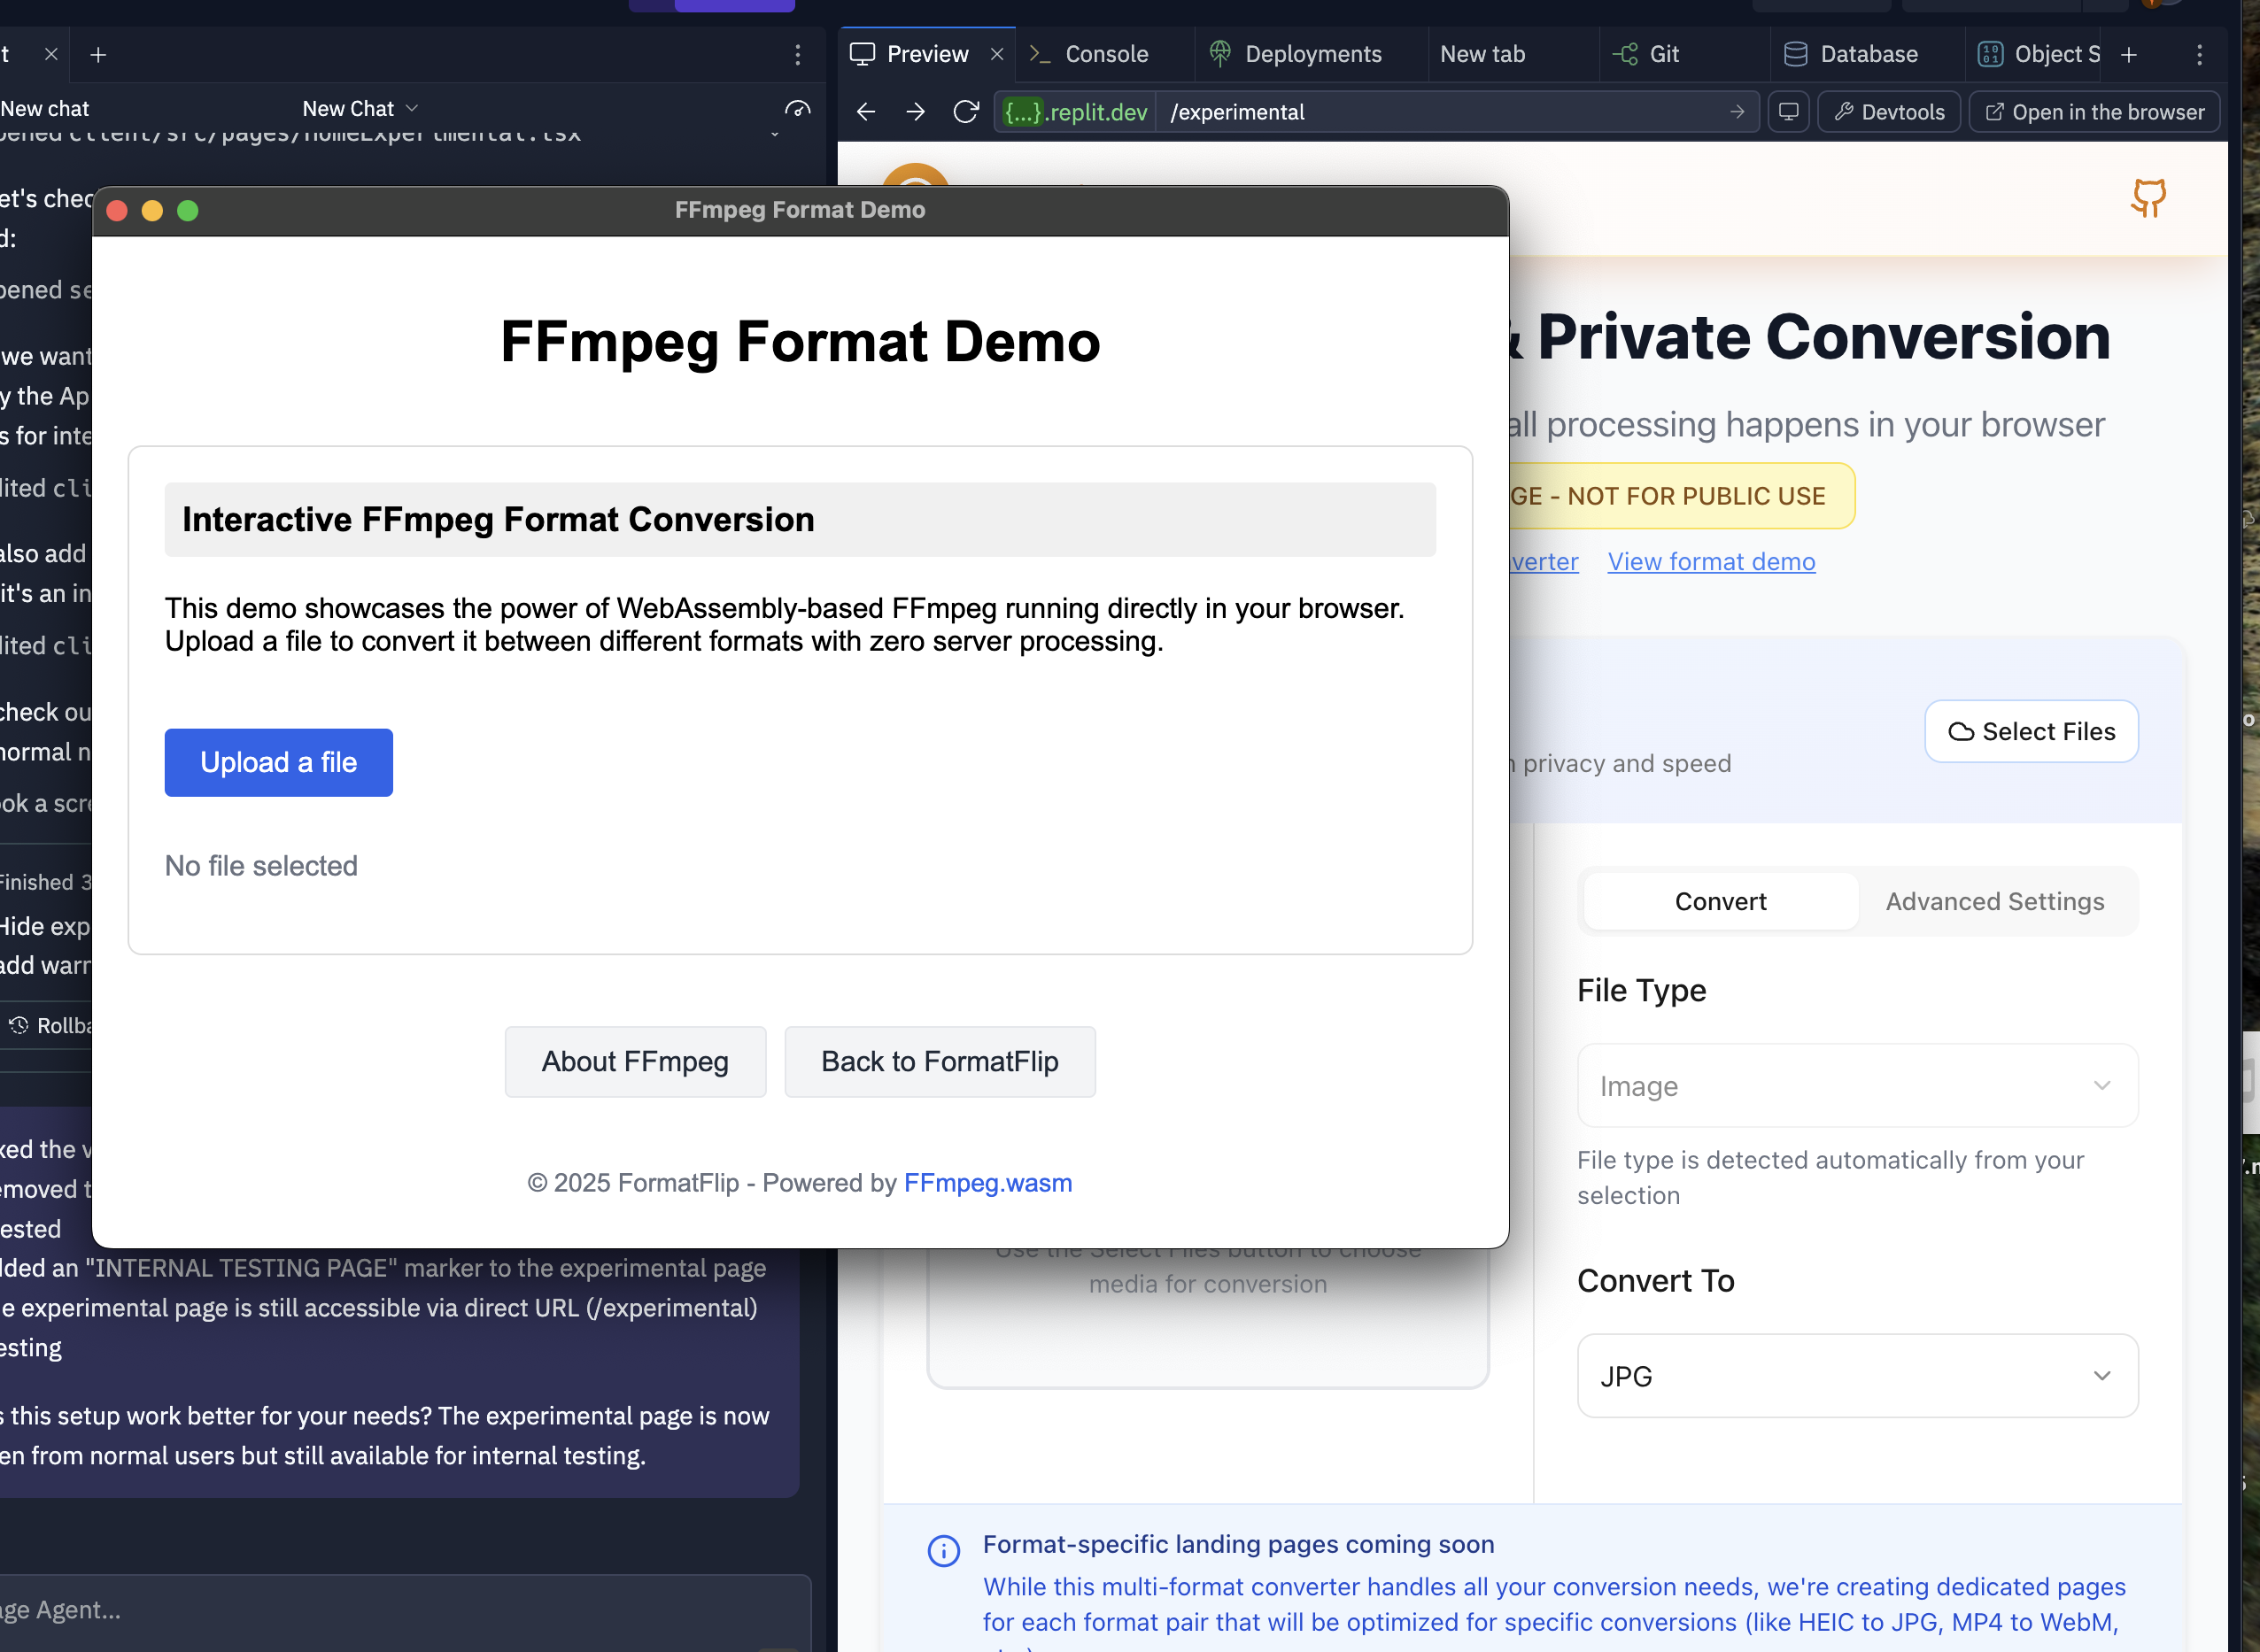 t
New chat
New Chat
pened client/src/pages/HomeExperimental.tsx
et's chec
d:
pened se
we want
y the Ap
s for inte
lited cli
also add
it's an in
lited cli
check ou
normal n
ok a scre
Finished 3
Hide exp
add warr
Rollba
ked the v
emoved t
ested
dded an "INTERNAL TESTING PAGE" marker to the experimental page
e experimental page is still accessible via direct URL (/experimental)
esting
s this setup work better for your needs? The experimental page is now
en from normal users but still available for internal testing.
age Agent...
FFmpeg Format Demo
FFmpeg Format Demo
Interactive FFmpeg Format Conversion
This demo showcases the power of WebAssembly-based FFmpeg running directly in your browser.
Upload a file to convert it between different formats with zero server processing.
Upload a file
No file selected
About FFmpeg
Back to FormatFlip
© 2025 FormatFlip - Powered by FFmpeg.wasm
Preview
Console
Deployments
New tab
Git
Database
Object S
{...}.replit.dev
/experimental
Devtools
Open in the browser
& Private Conversion
all processing happens in your browser
GE - NOT FOR PUBLIC USE
verter
View format demo
Select Files
n privacy and speed
Convert
Advanced Settings
File Type
Image
File type is detected automatically from your
selection
Use the Select Files button to choose
media for conversion
Convert To
JPG
Format-specific landing pages coming soon
While this multi-format converter handles all your conversion needs, we're creating dedicated pages
for each format pair that will be optimized for specific conversions (like HEIC to JPG, MP4 to WebM,